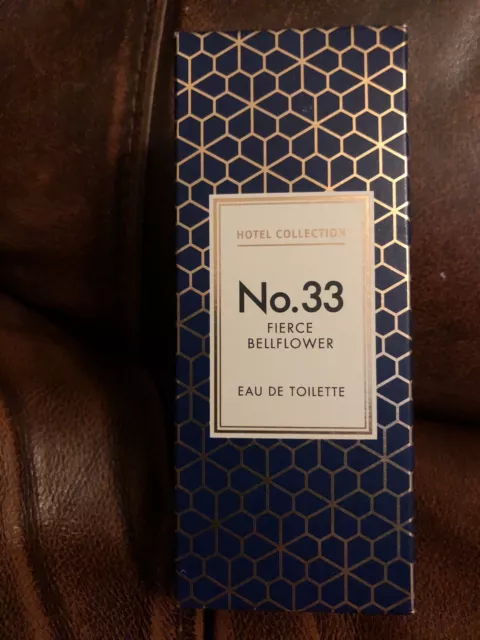 HOTEL COLLECTION
No.33
FIERCE
BELLFLOWER
EAU DE TOILETTE